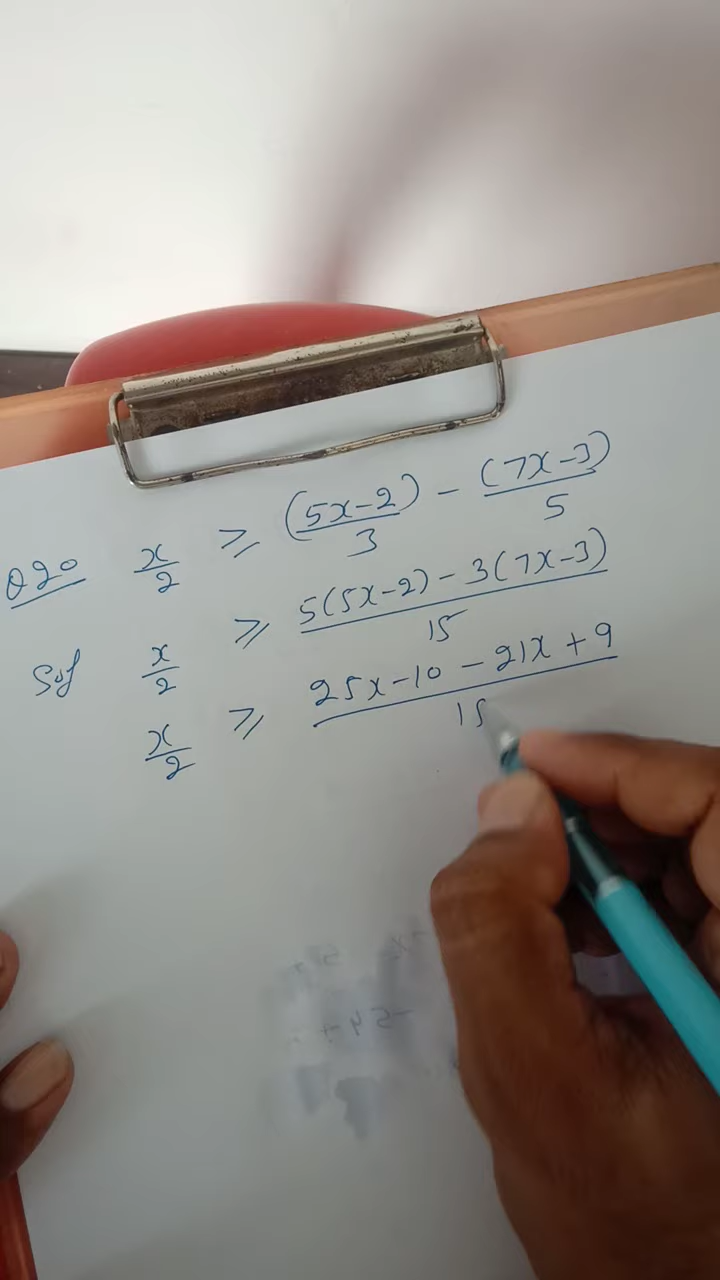 Q20 x/2 ≥ (5x-2)/3 - (7x-3)/5
Sol x/2 ≥ 5(5x-2)-3(7x-3)/15
x/2 ≥ 25x-10-21x+9/15